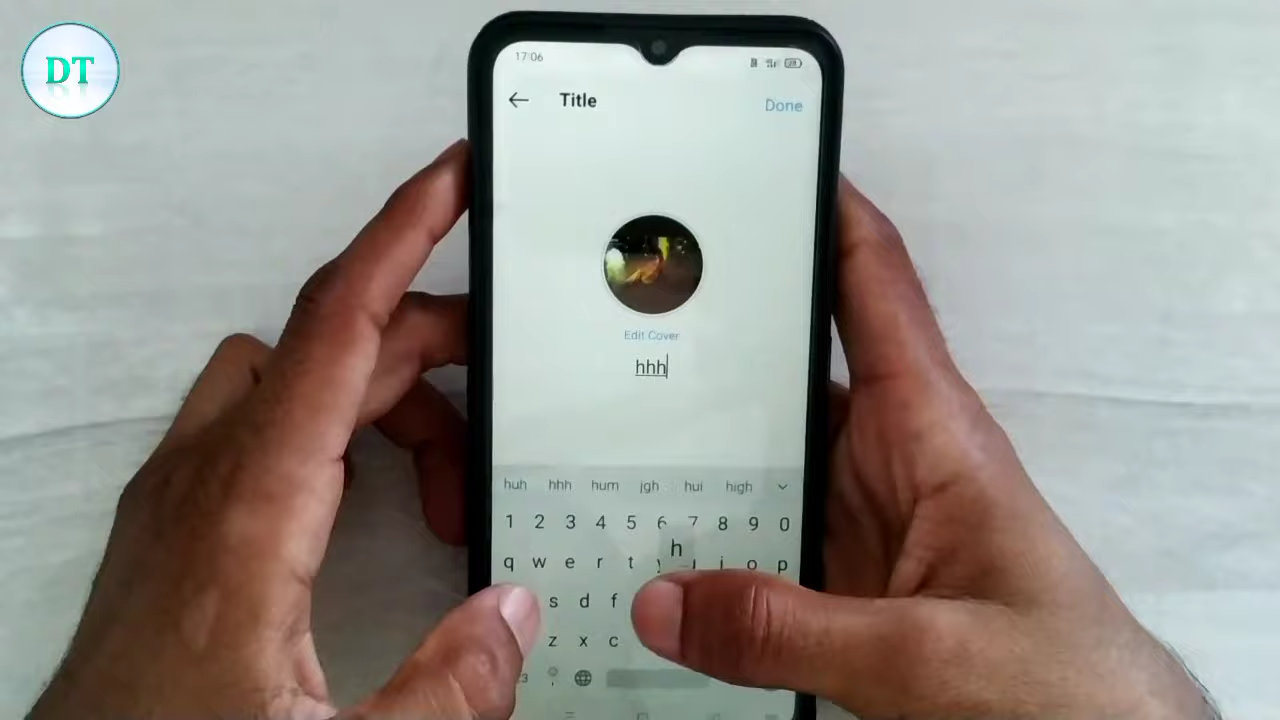 DT
17:06
Title
Done
Edit Cover
hhh
huh hhh hum jgh hui high
1 2 3 4 5 6 7 8 9 0
h
q w e r t o p
s d f
z x c